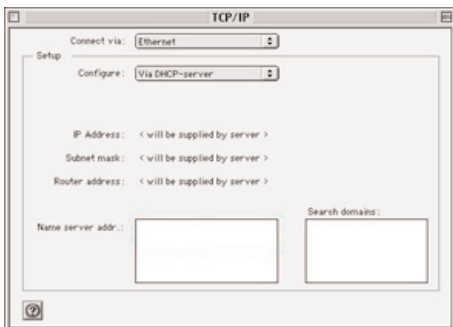 TCP/IP
Connect via: Ethernet
Setup
Configure: Via DHCP-server
IP Address: < will be supplied by server >
Subnet mask: < will be supplied by server >
Router address: < will be supplied by server >
Search domains:
Name server addr.:
?